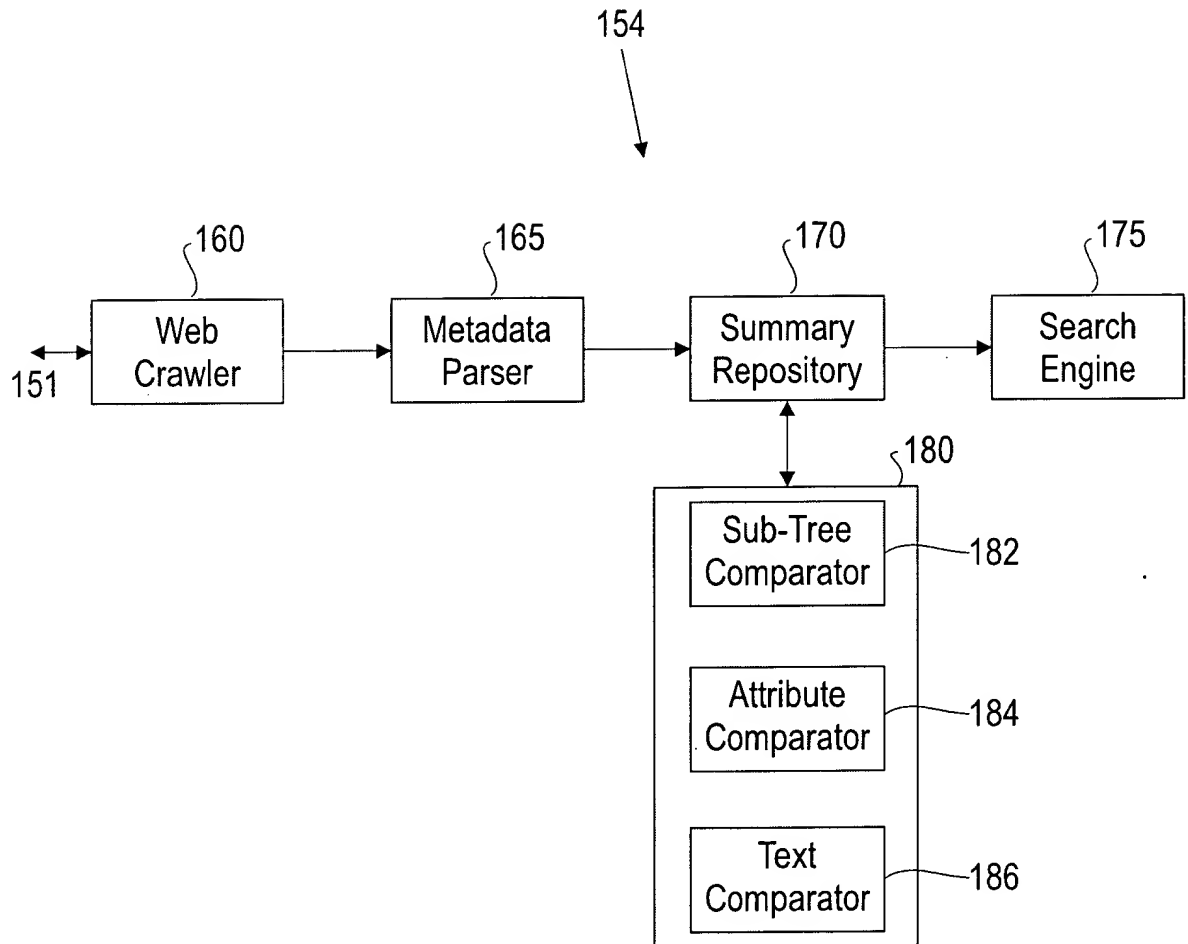 154
160
165
170
175
Web
Crawler
Metadata
Parser
Summary
Repository
Search
Engine
151
180
Sub-Tree
Comparator
182
Attribute
Comparator
184
Text
Comparator
186